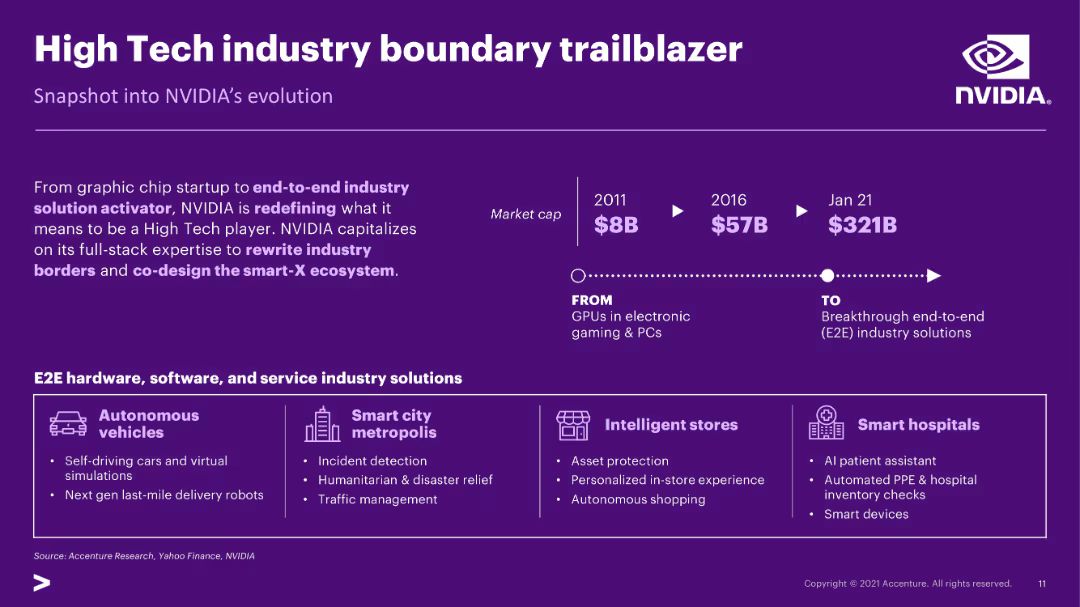 High Tech industry boundary trailblazer
Snapshot into NVIDIA's evolution
NVIDIA®
From graphic chip startup to end-to-end industry
solution activator, NVIDIA is redefining what it
means to be a High Tech player. NVIDIA capitalizes
on its full-stack expertise to rewrite industry
borders and co-design the smart-X ecosystem.
Market cap
2011
$8B
2016
$57B
Jan 21
$321B
FROM
GPUs in electronic
gaming & PCs
TO
Breakthrough end-to-end
(E2E) industry solutions
E2E hardware, software, and service industry solutions
Autonomous
vehicles
• Self-driving cars and virtual
simulations
• Next gen last-mile delivery robots
Smart city
metropolis
• Incident detection
• Humanitarian & disaster relief
• Traffic management
Intelligent stores
• Asset protection
• Personalized in-store experience
• Autonomous shopping
Smart hospitals
• AI patient assistant
• Automated PPE & hospital
inventory checks
• Smart devices
Source: Accenture Research, Yahoo Finance, NVIDIA
Copyright © 2021 Accenture. All rights reserved.
11